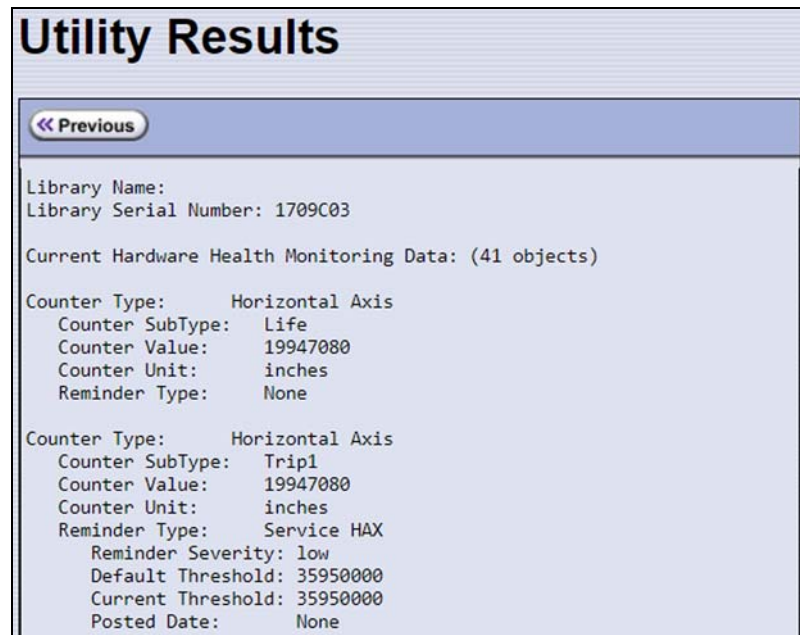 Utility Results
Previous
Library Name:
Library Serial Number: 1709C03
Current Hardware Health Monitoring Data: (41 objects)
Counter Type: Horizontal Axis
Counter SubType: Life
Counter Value: 19947080
Counter Unit: inches
Reminder Type: None
Counter Type: Horizontal Axis
Counter SubType: Trip1
Counter Value: 19947080
Counter Unit: inches
Reminder Type: Service HAX
Reminder Severity: low
Default Threshold: 35950000
Current Threshold: 35950000
Posted Date: None